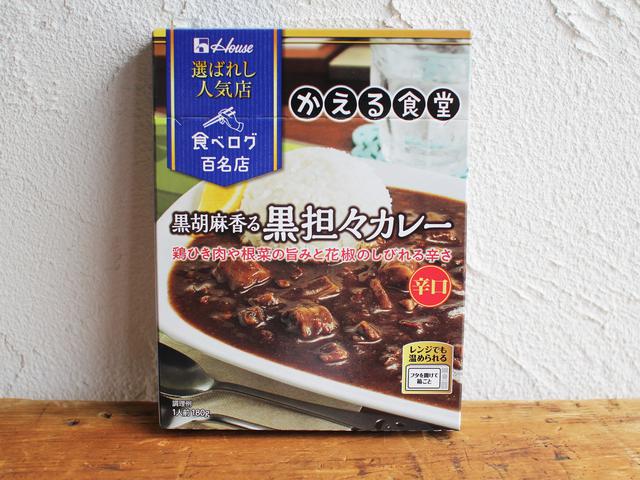 House
選ばれし
人気店
食べログ
百名店
かえる食堂
黒胡麻香る黒担々カレー
鶏ひき肉や根菜の旨みと花椒のしびれる辛さ
辛口
レンジでも
温められる
フタを開けて
箱ごと
調理例
1人前180g